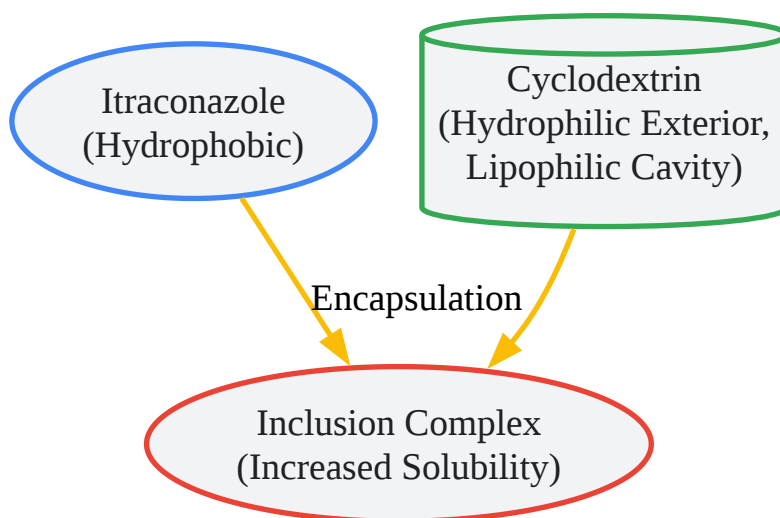 Itraconazole
(Hydrophobic)
Cyclodextrin
(Hydrophilic Exterior,
Lipophilic Cavity)
Encapsulation
Inclusion Complex
(Increased Solubility)